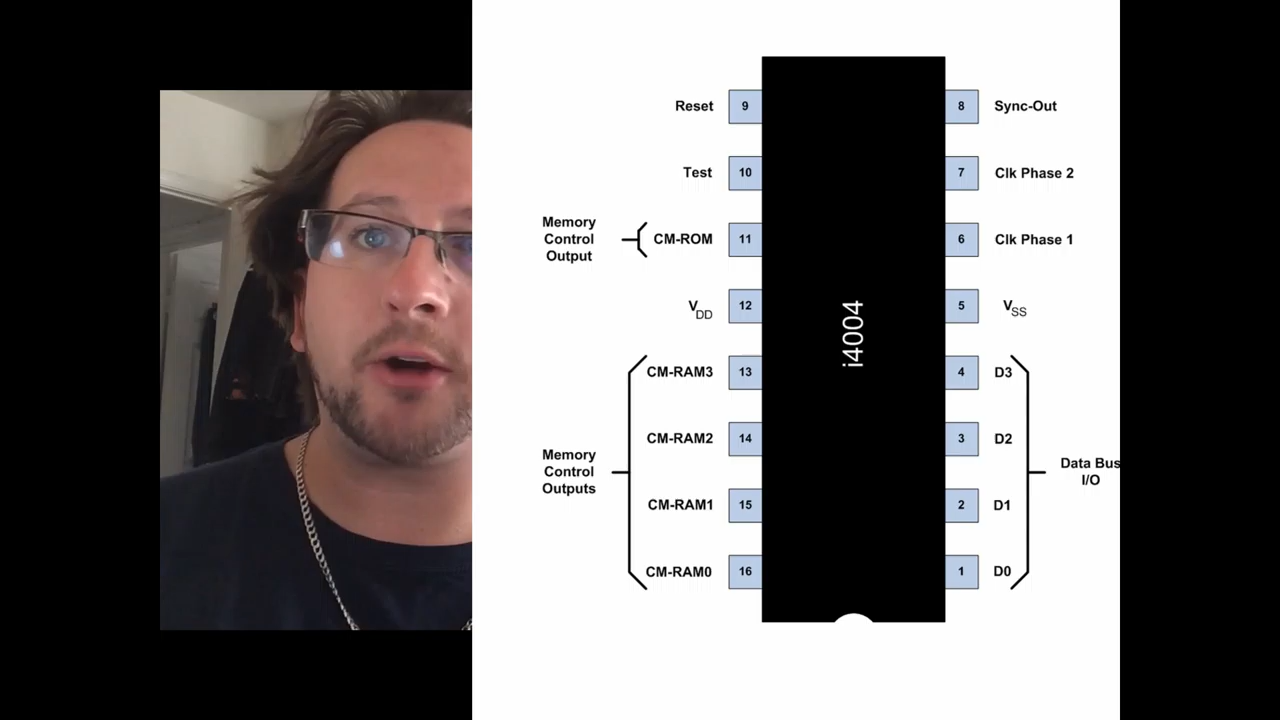 Reset 9 8 Sync-Out
Test 10 7 Clk Phase 2
Memory
Control
Output
CM-ROM 11 6 Clk Phase 1
VDD 12 5 VSS
i4004
CM-RAM3 13 4 D3
CM-RAM2 14 3 D2
Memory
Control
Outputs
Data Bus
I/O
CM-RAM1 15 2 D1
CM-RAM0 16 1 D0